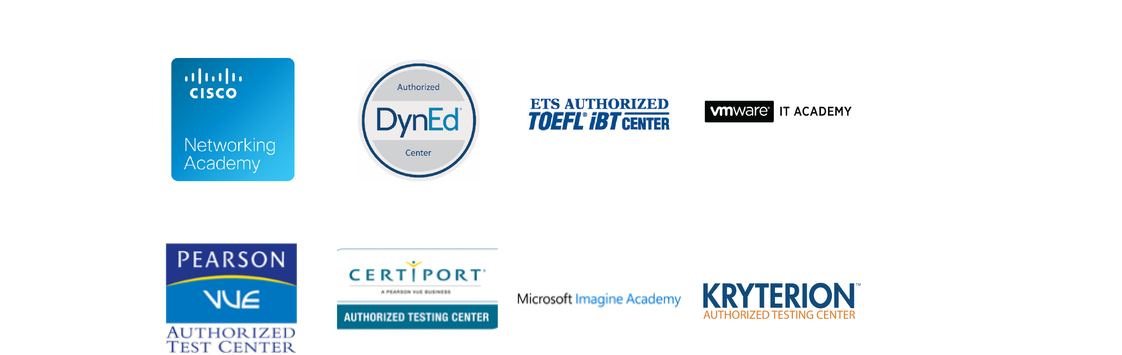 CISCO
Networking
Academy
Authorized
DynEd
Center
ETS AUTHORIZED
TOEFL® iBT CENTER
vmware® IT ACADEMY
PEARSON
VUE
AUTHORIZED
TEST CENTER
CERTIPORT®
A PEARSON VUE BUSINESS
AUTHORIZED TESTING CENTER
Microsoft Imagine Academy
KRYTERION™
AUTHORIZED TESTING CENTER